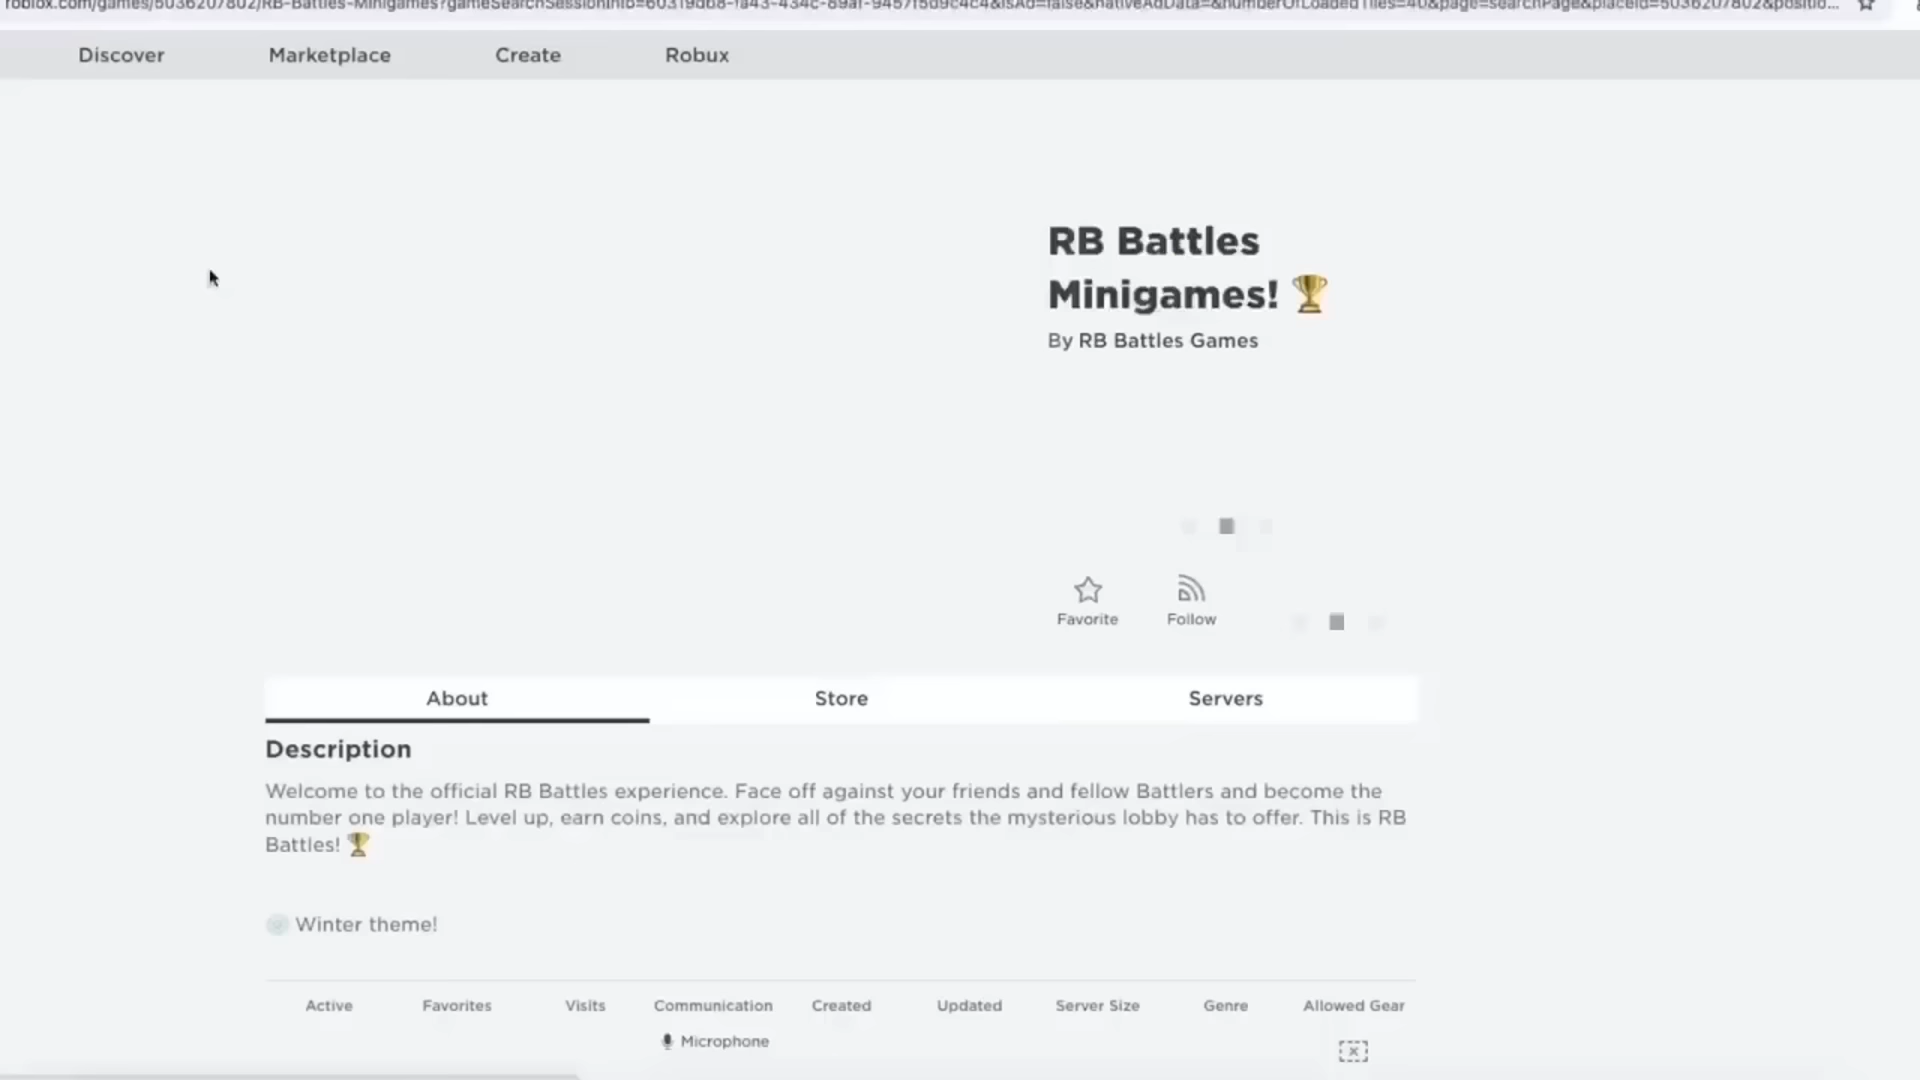 Discover Marketplace Create Robux
RB Battles
Minigames! 🏆
By RB Battles Games
Favorite Follow
About Store Servers
Description
Welcome to the official RB Battles experience. Face off against your friends and fellow Battlers and become the
number one player! Level up, earn coins, and explore all of the secrets the mysterious lobby has to offer. This is RB
Battles! 🏆
Winter theme!
Active Favorites Visits Communication Created Updated Server Size Genre Allowed Gear
Microphone